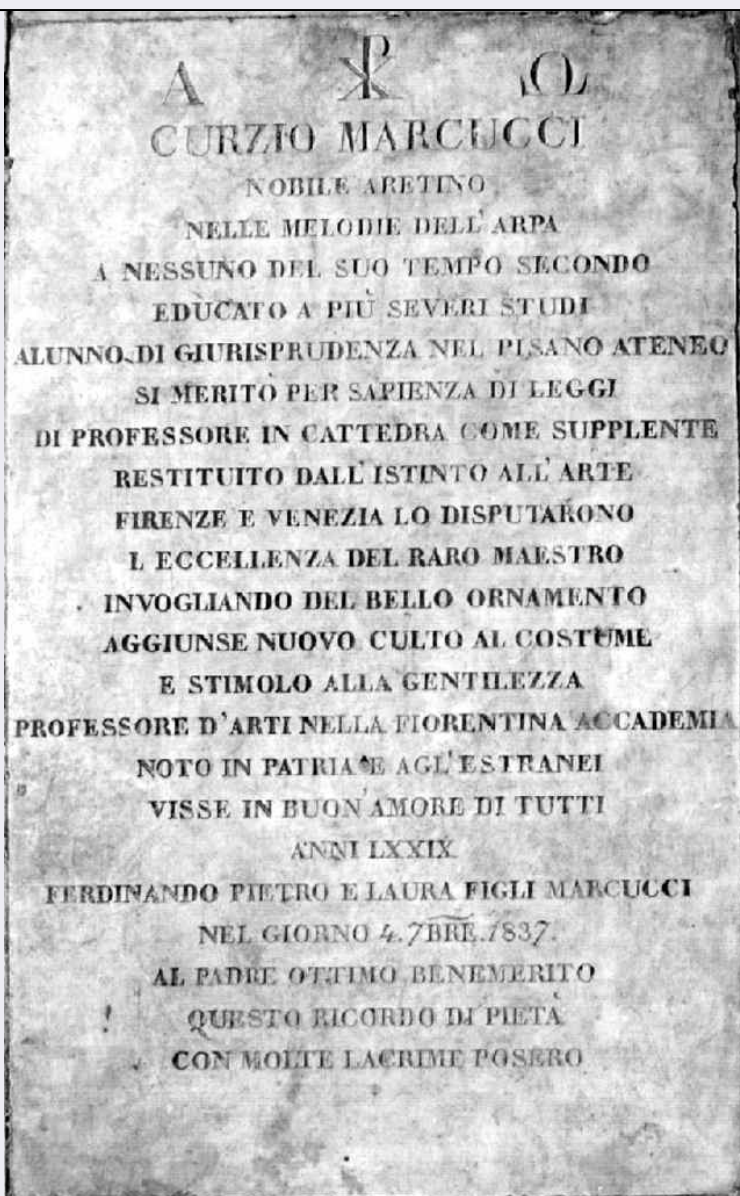 Α ☧ Ω
CURZIO MARCUCCI
NOBILE ARETINO
NELLE MELODIE DELL'ARPA
A NESSUNO DEL SUO TEMPO SECONDO
EDUCATO A PIÙ SEVERI STUDI
ALUNNO DI GIURISPRUDENZA NEL PISANO ATENEO
SI MERITÒ PER SAPIENZA DI LEGGI
DI PROFESSORE IN CATTEDRA COME SUPPLENTE
RESTITUITO DALL'ISTINTO ALL'ARTE
FIRENZE E VENEZIA LO DISPUTARONO
L ECCELLENZA DEL RARO MAESTRO
INVOGLIANDO DEL BELLO ORNAMENTO
AGGIUNSE NUOVO CULTO AL COSTUME
E STIMOLO ALLA GENTILEZZA
PROFESSORE D'ARTI NELLA FIORENTINA ACCADEMIA
NOTO IN PATRIA E AGL'ESTRANEI
VISSE IN BUON'AMORE DI TUTTI
ANNI LXXIX
FERDINANDO PIETRO E LAURA FIGLI MARCUCCI
NEL GIORNO 4. 7BRE. 1837.
AL PADRE OTTIMO BENEMERITO
QUESTO RICORDO DI PIETÀ
CON MOLTE LACRIME POSERO